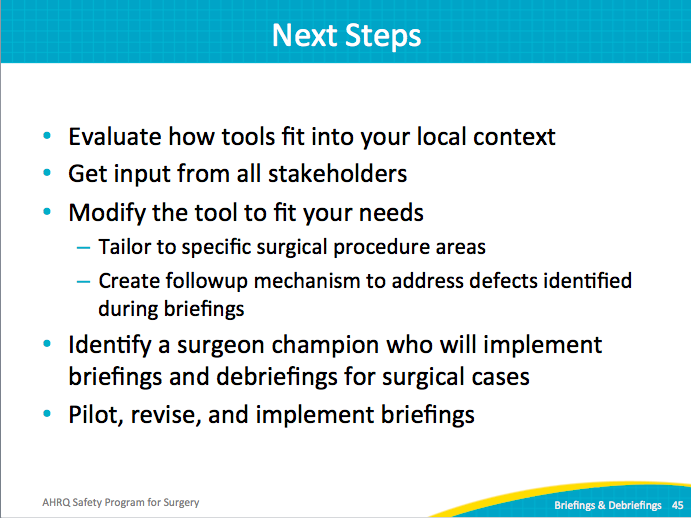 Next Steps
• Evaluate how tools fit into your local context
• Get input from all stakeholders
• Modify the tool to fit your needs
– Tailor to specific surgical procedure areas
– Create followup mechanism to address defects identified
during briefings
• Identify a surgeon champion who will implement
briefings and debriefings for surgical cases
• Pilot, revise, and implement briefings
AHRQ Safety Program for Surgery
Briefings & Debriefings 45